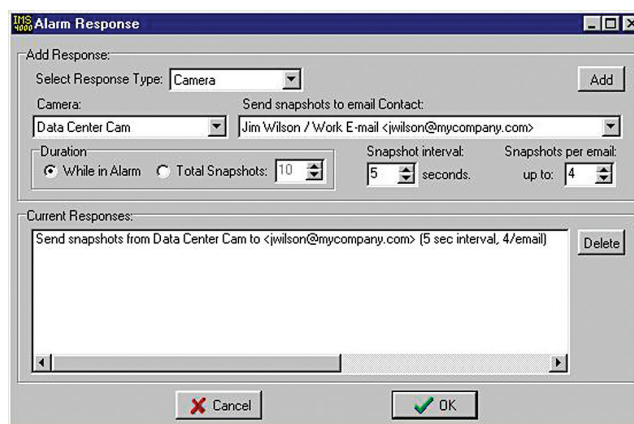 IMS 4000 Alarm Response
Add Response:
Select Response Type: Camera
Add
Camera: Send snapshots to email Contact:
Data Center Cam Jim Wilson / Work E-mail <jwilson@mycompany.com>
Duration Snapshot interval: Snapshots per email:
While in Alarm Total Snapshots: 10 5 seconds. up to: 4
Current Responses:
Send snapshots from Data Center Cam to <jwilson@mycompany.com> (5 sec interval, 4/email)
Delete
Cancel OK